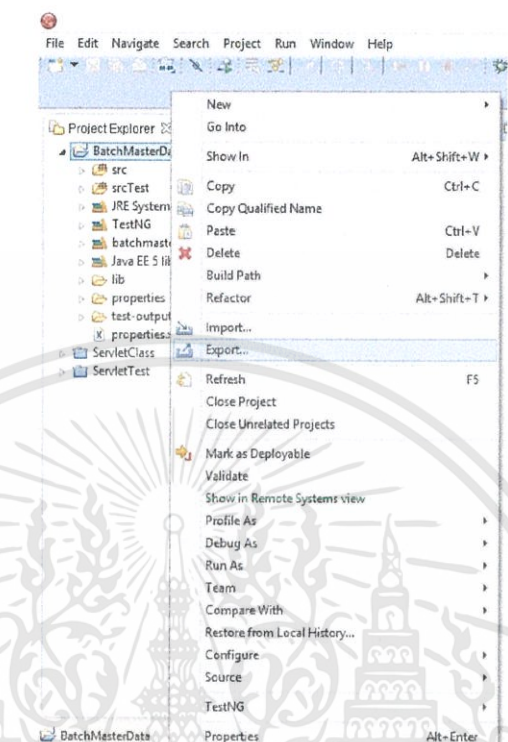 File Edit Navigate Search Project Run Window Help
Project Explorer
BatchMasterDa
src
srcTest
JRE System
TestNG
batchmast
Java EE 5 lib
lib
properties
test-output
properties.
ServletClass
ServletTest
New
Go Into
Show In Alt+Shift+W
Copy Ctrl+C
Copy Qualified Name
Paste Ctrl+V
Delete Delete
Build Path
Refactor Alt+Shift+T
Import...
Export...
Refresh F5
Close Project
Close Unrelated Projects
Mark as Deployable
Validate
Show in Remote Systems view
Profile As
Debug As
Run As
Team
Compare With
Restore from Local History...
Configure
Source
TestNG
Properties Alt+Enter
BatchMasterData